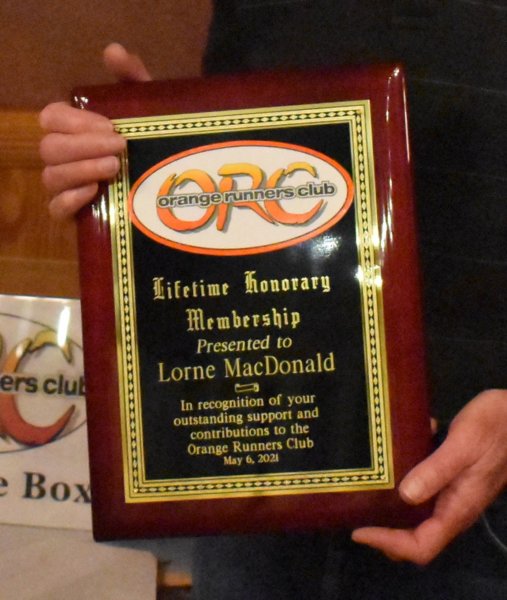 ORC
orange runners club
Lifetime Honorary
Membership
Presented to
Lorne MacDonald
In recognition of your
outstanding support and
contributions to the
Orange Runners Club
May 6, 2021
RC
ers club
e Box